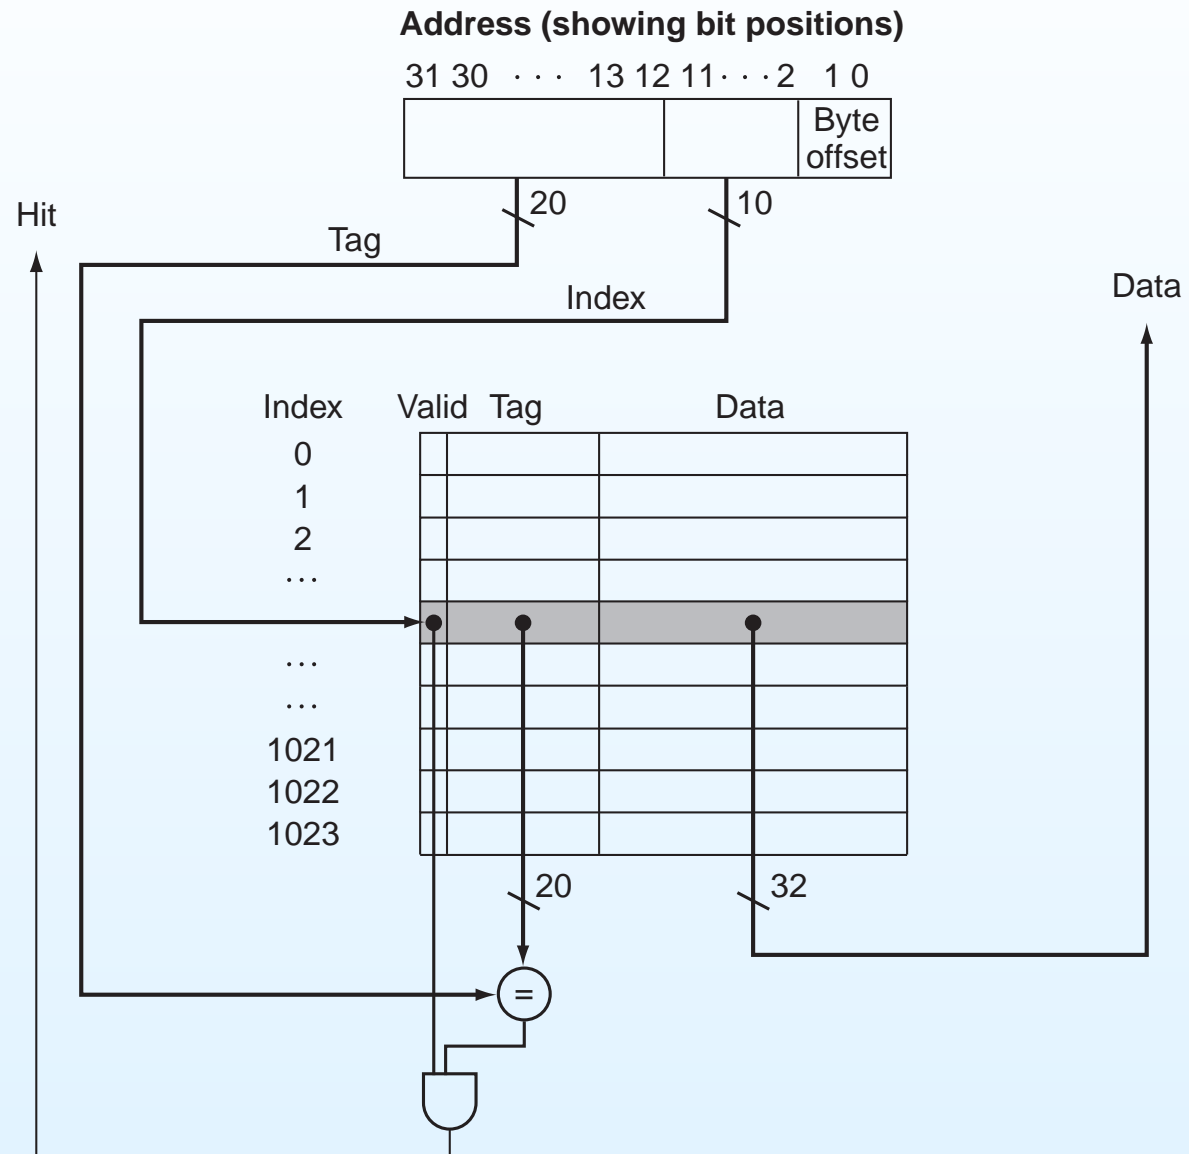 Address (showing bit positions)
31 30 · · · 13 12 11 · · · 2 1 0
Byte
offset
20 10
Hit
Tag
Data
Index
Index Valid Tag Data
0
1
2
...
...
...
1021
1022
1023
20 32
=